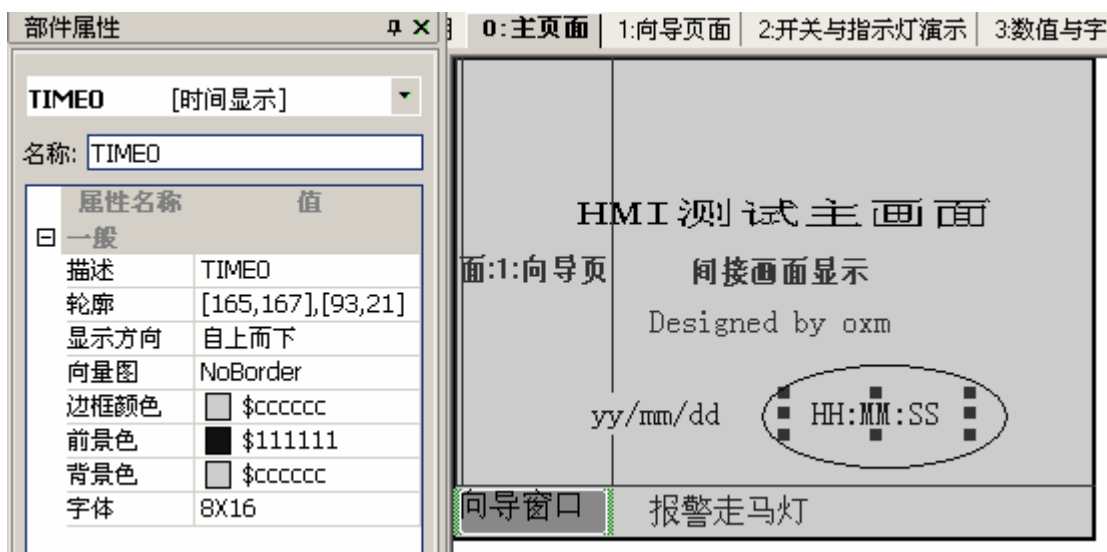 部件属性
TIME0 [时间显示]
名称: TIME0
属性名称 值
一般
描述 TIME0
轮廓 [165,167],[93,21]
显示方向 自上而下
向量图 NoBorder
边框颜色 $cccccc
前景色 $111111
背景色 $cccccc
字体 8X16
0:主页面 1:向导页面 2:开关与指示灯演示 3:数值与字
HMI测试主画面
面:1:向导页 间接画面显示
Designed by oxm
yy/mm/dd HH:MM:SS
向导窗口 报警走马灯